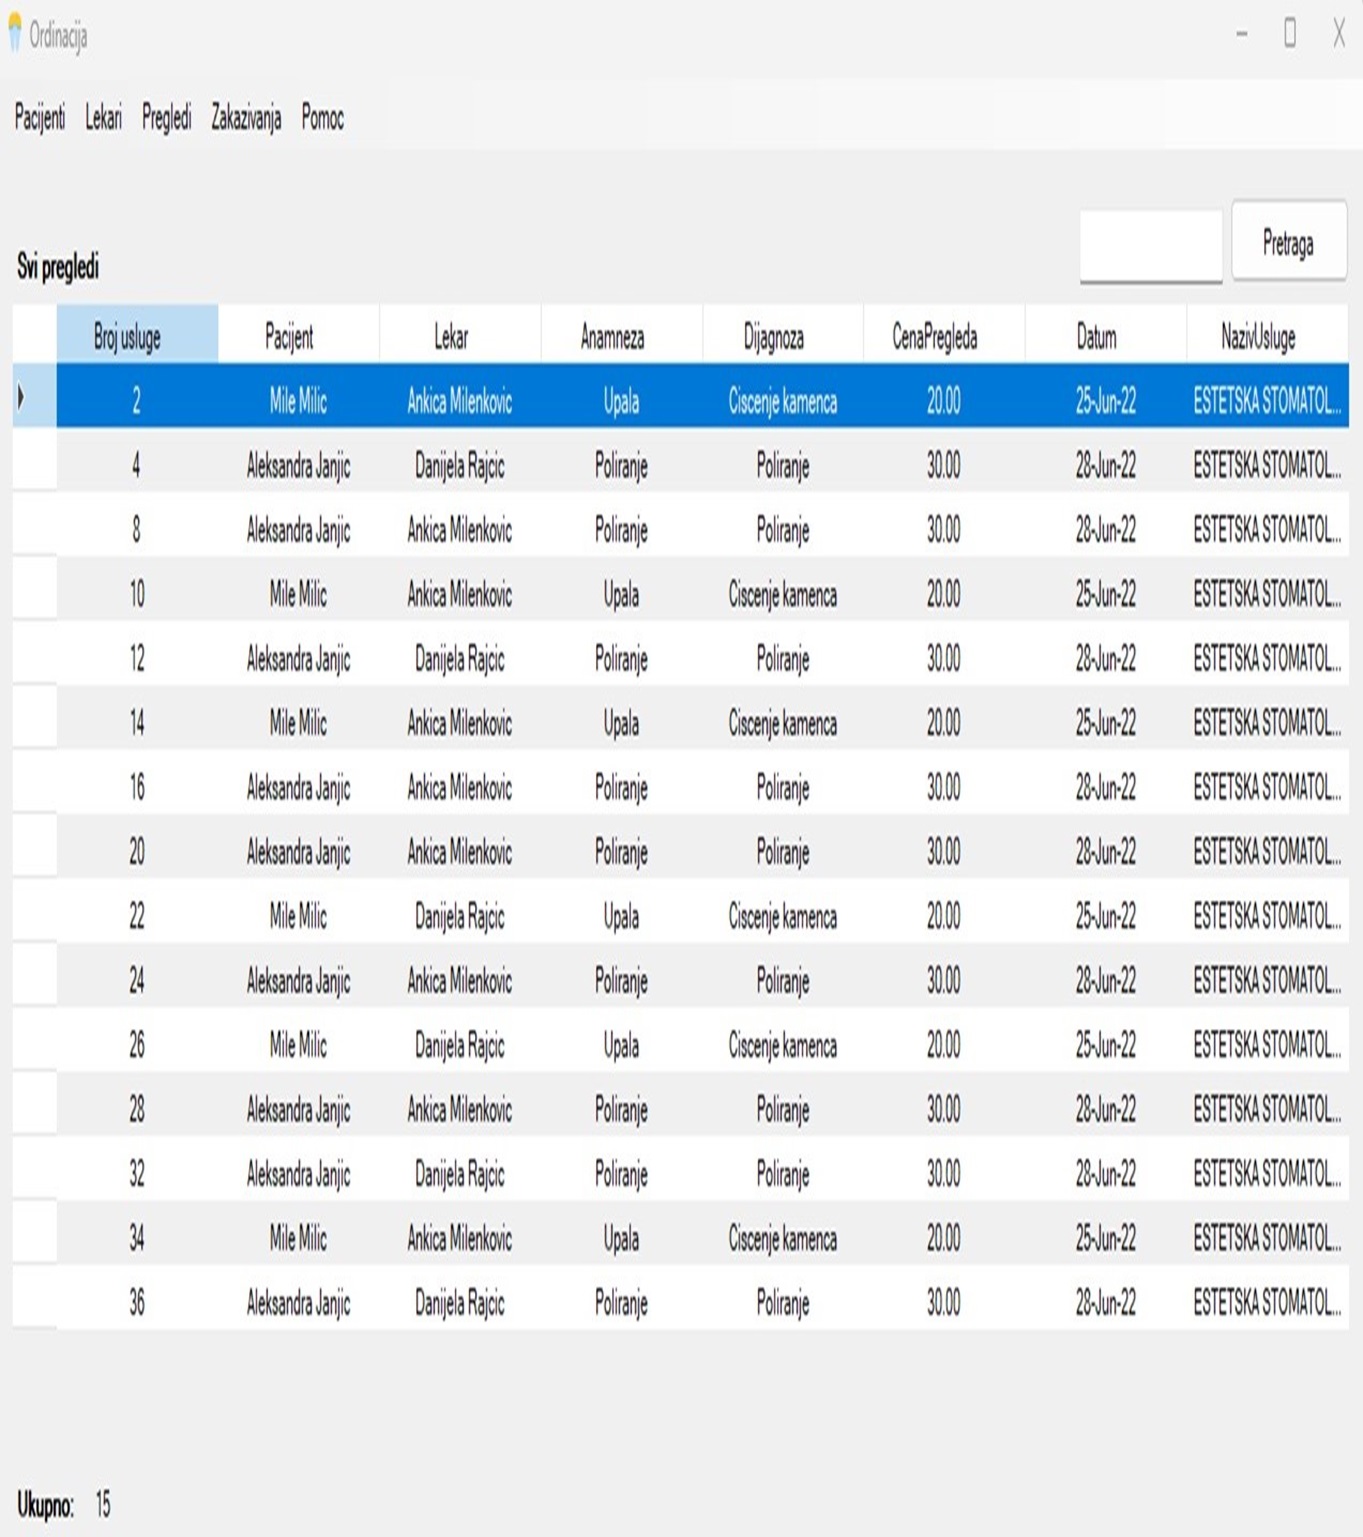 Ordinacija
Pacijenti Lekari Pregledi Zakazivanja Pomoc
Pretraga
Svi pregledi
Broj usluge Pacijent Lekar Anamneza Dijagnoza CenaPregleda Datum NazivUsluge
2 Mile Milic Ankica Milenkovic Upala Ciscenje kamenca 20.00 25-Jun-22 ESTETSKA STOMATOL...
4 Aleksandra Janjic Danijela Rajcic Poliranje Poliranje 30.00 28-Jun-22 ESTETSKA STOMATOL...
8 Aleksandra Janjic Ankica Milenkovic Poliranje Poliranje 30.00 28-Jun-22 ESTETSKA STOMATOL...
10 Mile Milic Ankica Milenkovic Upala Ciscenje kamenca 20.00 25-Jun-22 ESTETSKA STOMATOL...
12 Aleksandra Janjic Danijela Rajcic Poliranje Poliranje 30.00 28-Jun-22 ESTETSKA STOMATOL...
14 Mile Milic Ankica Milenkovic Upala Ciscenje kamenca 20.00 25-Jun-22 ESTETSKA STOMATOL...
16 Aleksandra Janjic Ankica Milenkovic Poliranje Poliranje 30.00 28-Jun-22 ESTETSKA STOMATOL...
20 Aleksandra Janjic Ankica Milenkovic Poliranje Poliranje 30.00 28-Jun-22 ESTETSKA STOMATOL...
22 Mile Milic Danijela Rajcic Upala Ciscenje kamenca 20.00 25-Jun-22 ESTETSKA STOMATOL...
24 Aleksandra Janjic Ankica Milenkovic Poliranje Poliranje 30.00 28-Jun-22 ESTETSKA STOMATOL...
26 Mile Milic Danijela Rajcic Upala Ciscenje kamenca 20.00 25-Jun-22 ESTETSKA STOMATOL...
28 Aleksandra Janjic Ankica Milenkovic Poliranje Poliranje 30.00 28-Jun-22 ESTETSKA STOMATOL...
32 Aleksandra Janjic Danijela Rajcic Poliranje Poliranje 30.00 28-Jun-22 ESTETSKA STOMATOL...
34 Mile Milic Ankica Milenkovic Upala Ciscenje kamenca 20.00 25-Jun-22 ESTETSKA STOMATOL...
36 Aleksandra Janjic Danijela Rajcic Poliranje Poliranje 30.00 28-Jun-22 ESTETSKA STOMATOL...
Ukupno: 15